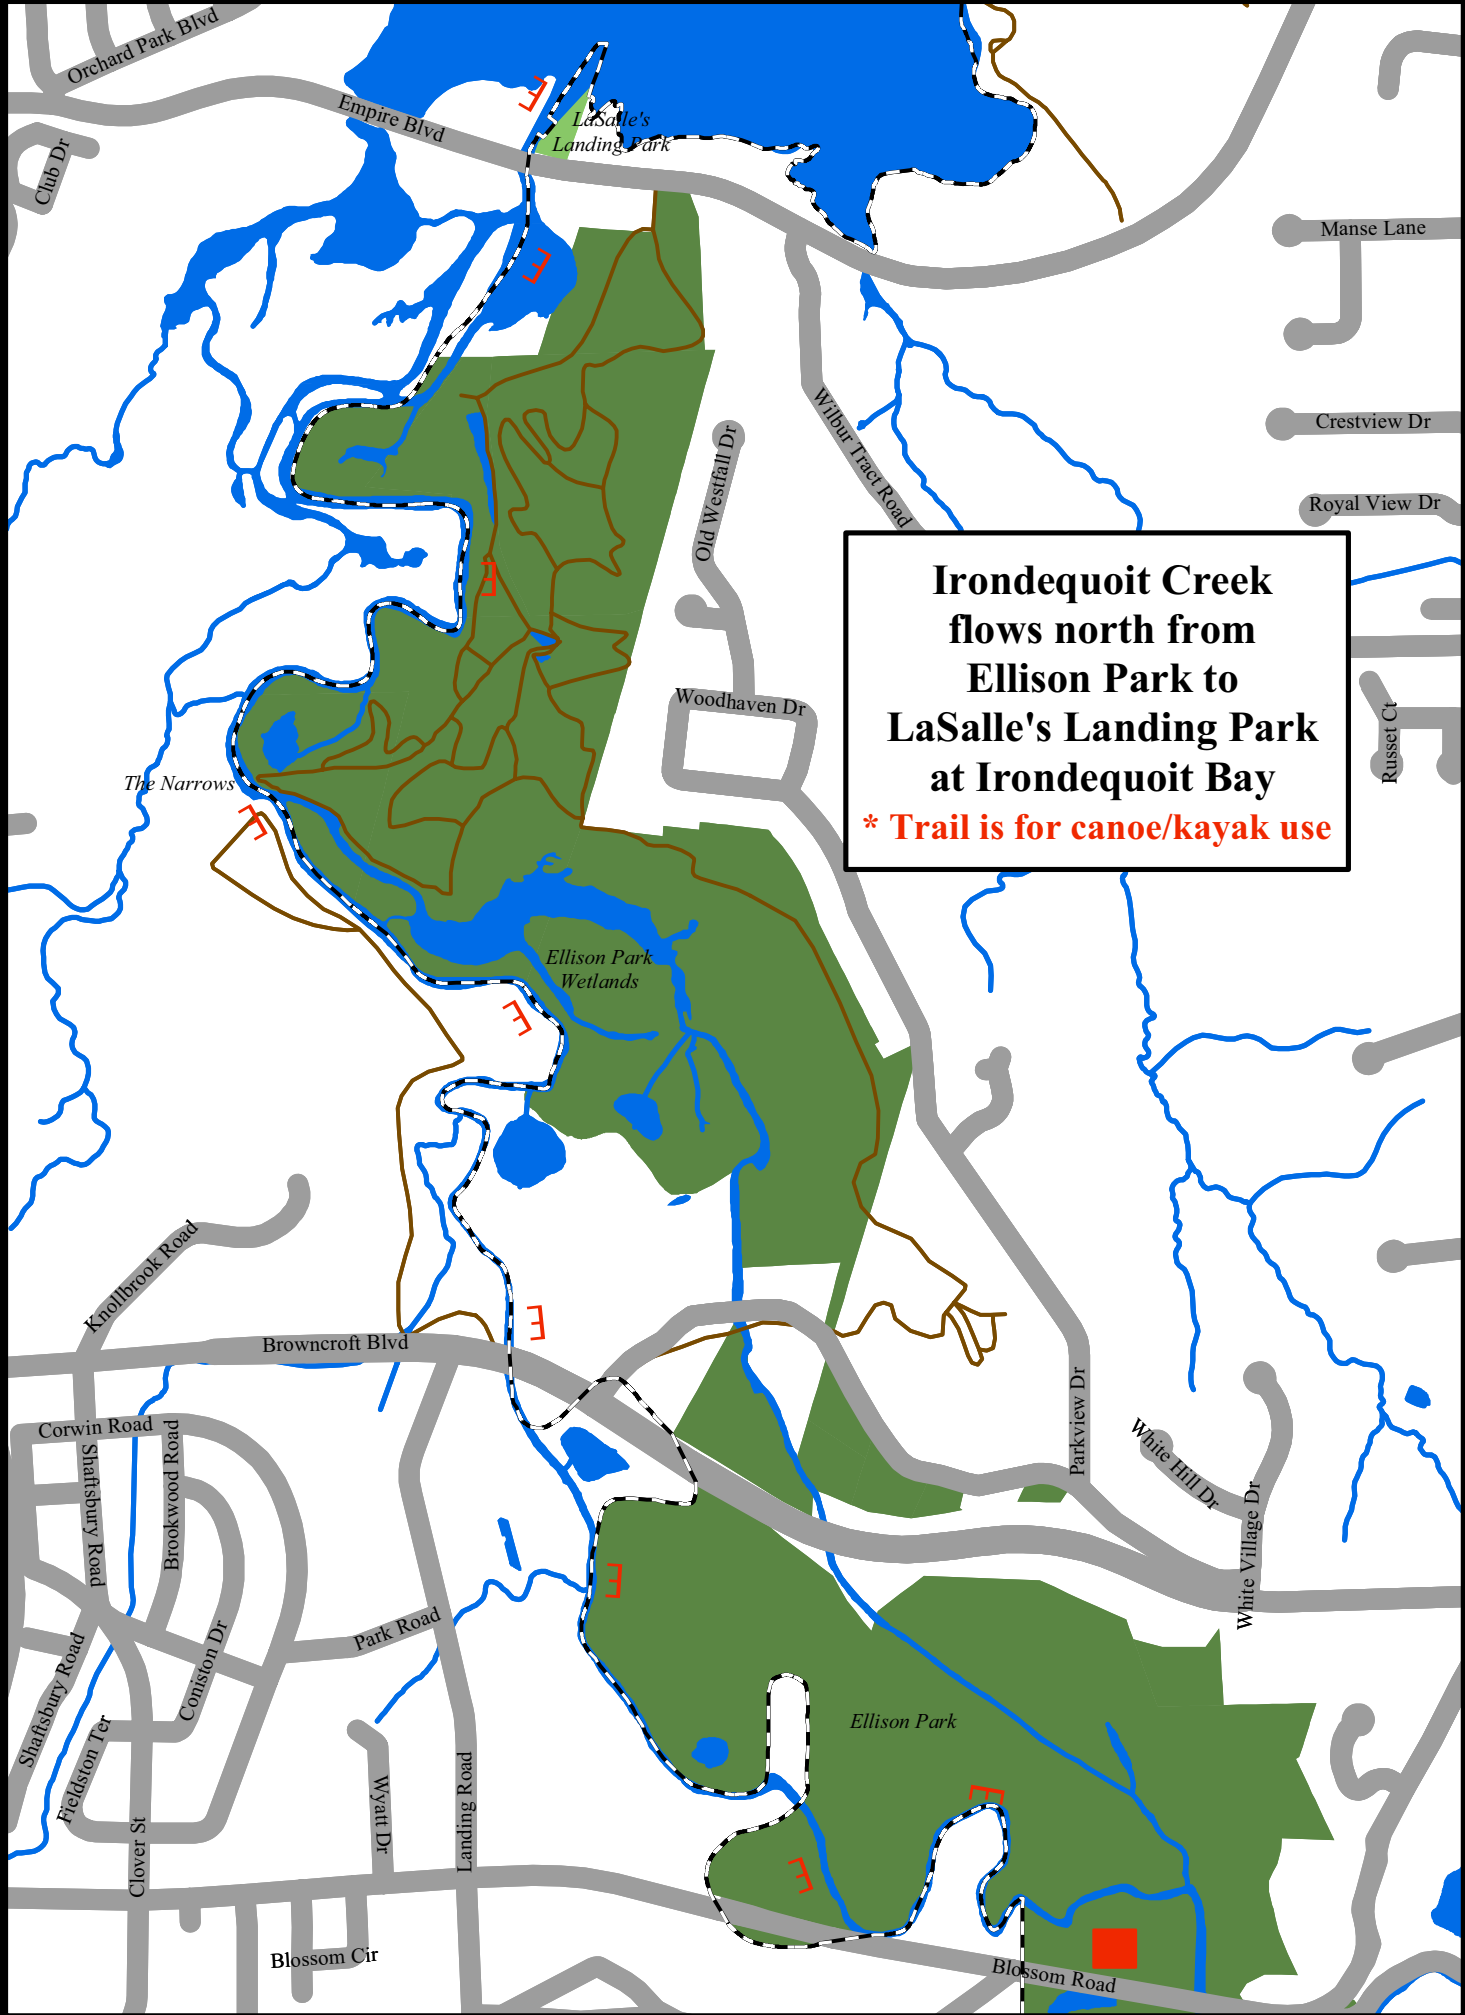 Orchard Park Blvd
Empire Blvd
LaSalle's
Landing Park
Club Dr
Manse Lane
Crestview Dr
Wilbur Tract Road
Old Westfall Dr
Royal View Dr
Irondequoit Creek
flows north from
Ellison Park to
LaSalle's Landing Park
at Irondequoit Bay
* Trail is for canoe/kayak use
Woodhaven Dr
Russet Ct
The Narrows
Ellison Park
Wetlands
Knollbrook Road
Browncroft Blvd
Corwin Road
Shaftsbury Road
Brookwood Road
Parkview Dr
White Hill Dr
White Village Dr
Park Road
Coniston Dr
Shaftsbury Road
Fieldston Ter
Ellison Park
Wyatt Dr
Landing Road
Clover St
Blossom Cir
Blossom Road
E
E
E
E
E
E
E
E
E